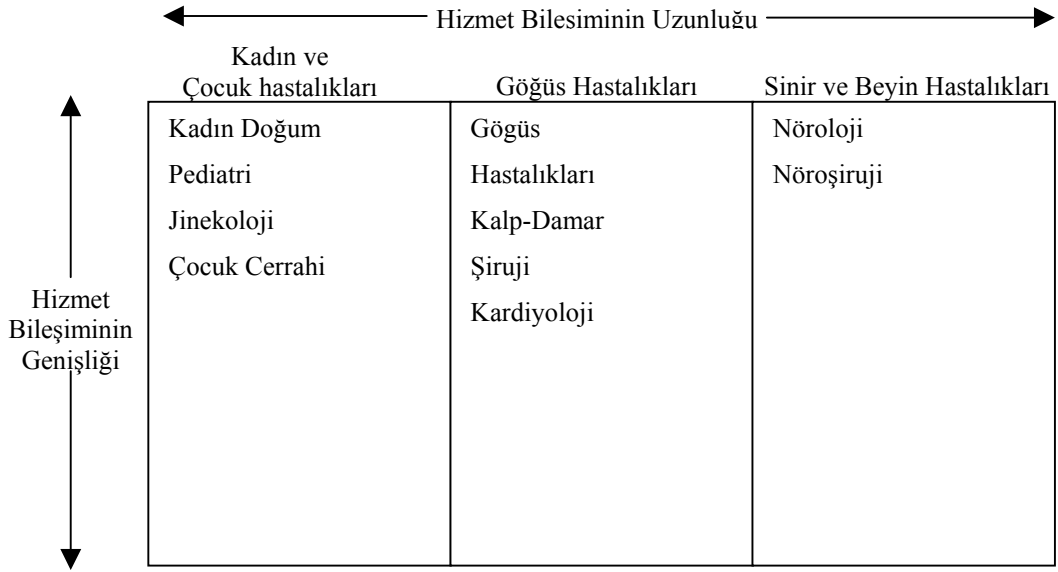 Hizmet Bileşiminin Uzunluğu
Kadın ve
Çocuk hastalıkları
Göğüs Hastalıkları
Sinir ve Beyin Hastalıkları
Kadın Doğum
Pediatri
Jinekoloji
Çocuk Cerrahi
Gögüs
Hastalıkları
Kalp-Damar
Şiruji
Kardiyoloji
Nöroloji
Nöroşiruji
Hizmet
Bileşiminin
Genişliği